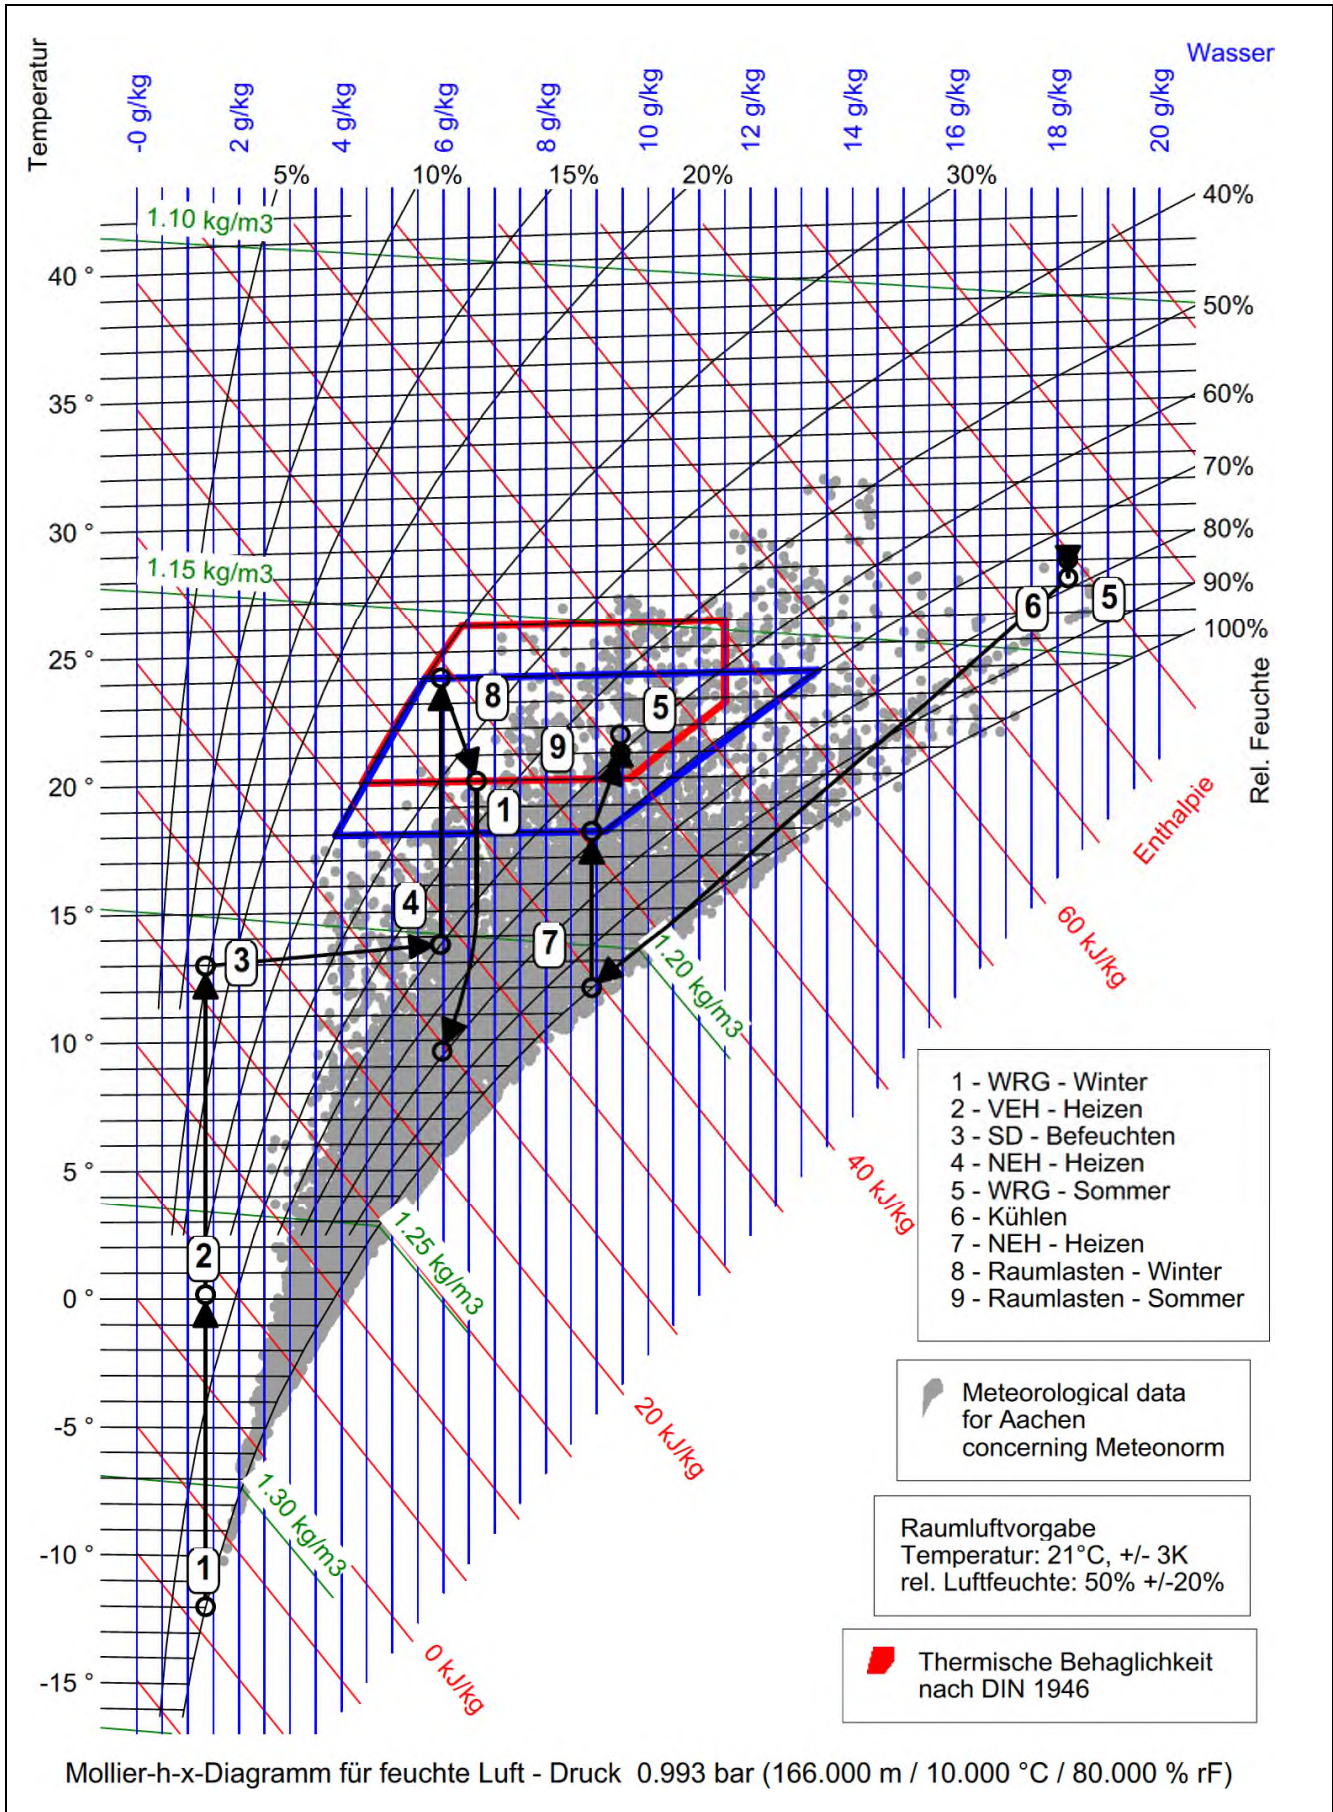 Wasser
Temperatur
-0 g/kg
2 g/kg
4 g/kg
6 g/kg
8 g/kg
10 g/kg
12 g/kg
14 g/kg
16 g/kg
18 g/kg
20 g/kg
5%
10%
15%
20%
30%
40%
50%
60%
70%
80%
90%
100%
Rel. Feuchte
1.10 kg/m3
1.15 kg/m3
1.20 kg/m3
1.25 kg/m3
1.30 kg/m3
40 °
35 °
30 °
25 °
20 °
15 °
10 °
5 °
0 °
-5 °
-10 °
-15 °
6
5
8
5
9
1
4
7
3
2
1
Enthalpie
60 kJ/kg
40 kJ/kg
20 kJ/kg
0 kJ/kg
1 - WRG - Winter
2 - VEH - Heizen
3 - SD - Befeuchten
4 - NEH - Heizen
5 - WRG - Sommer
6 - Kühlen
7 - NEH - Heizen
8 - Raumlasten - Winter
9 - Raumlasten - Sommer
Meteorological data
for Aachen
concerning Meteonorm
Raumluftvorgabe
Temperatur: 21°C, +/- 3K
rel. Luftfeuchte: 50% +/-20%
Thermische Behaglichkeit
nach DIN 1946
Mollier-h-x-Diagramm für feuchte Luft - Druck 0.993 bar (166.000 m / 10.000 °C / 80.000 % rF)